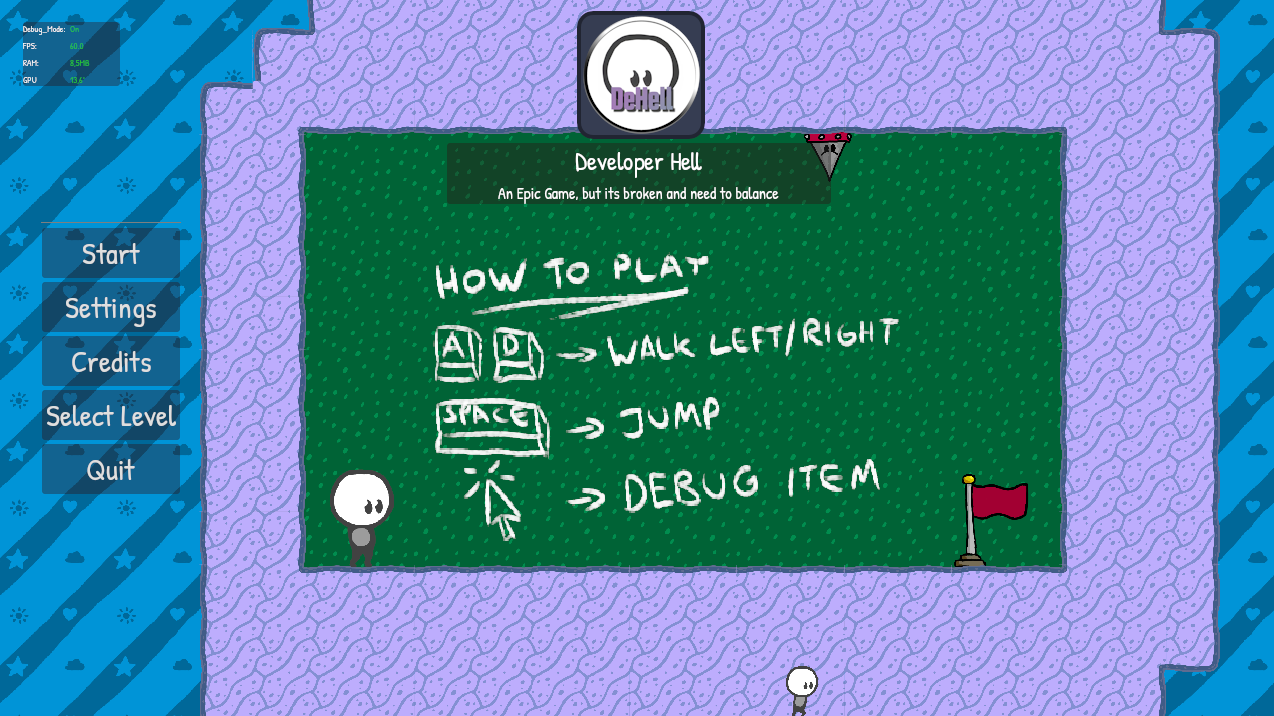 Debug_Mode: On
FPS: 60.0
RAM: 8,5MB
GPU
DeHell
Developer Hell
An Epic Game, but its broken and need to balance
Start
Settings
Credits
Select Level
Quit
HOW TO PLAY
A D → WALK LEFT/RIGHT
SPACE → JUMP
→ DEBUG ITEM